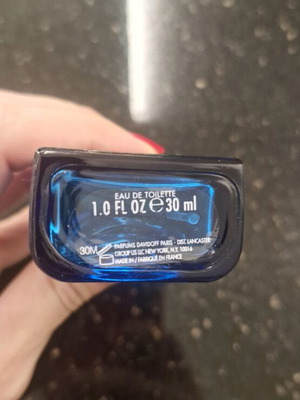 EAU DE TOILETTE
1.0 FL OZ ℮ 30 ml
30M
PARFUMS DAVIDOFF PARIS - DIST. LANCASTER
GROUP US LLC NEW YORK, N.Y. 10016
MADE IN / FABRIQUÉ EN FRANCE